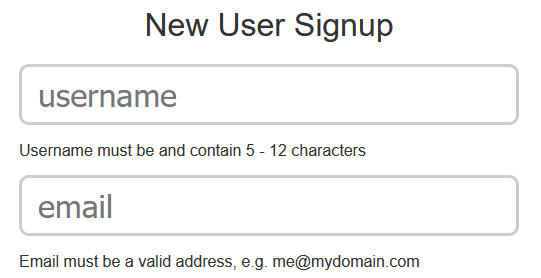 New User Signup
username
Username must be and contain 5 - 12 characters
email
Email must be a valid address, e.g. me@mydomain.com